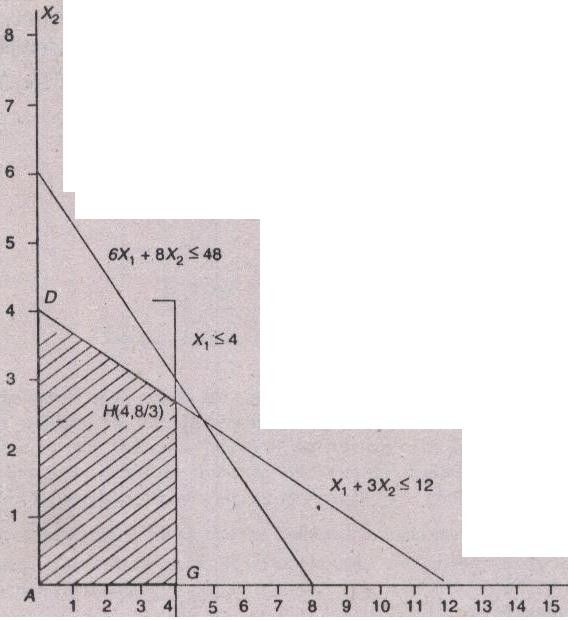 X₂
8
7
6
5
6X₁ + 8X₂ ≤ 48
D
4
X₁ ≤ 4
3
H(4,8/3)
2
X₁ + 3X₂ ≤ 12
1
G
A
1 2 3 4 5 6 7 8 9 10 11 12 13 14 15